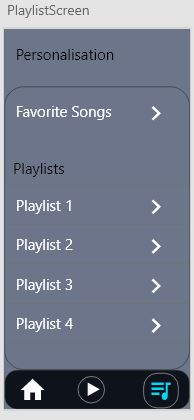 PlaylistScreen
Personalisation
Favorite Songs
Playlists
Playlist 1
Playlist 2
Playlist 3
Playlist 4